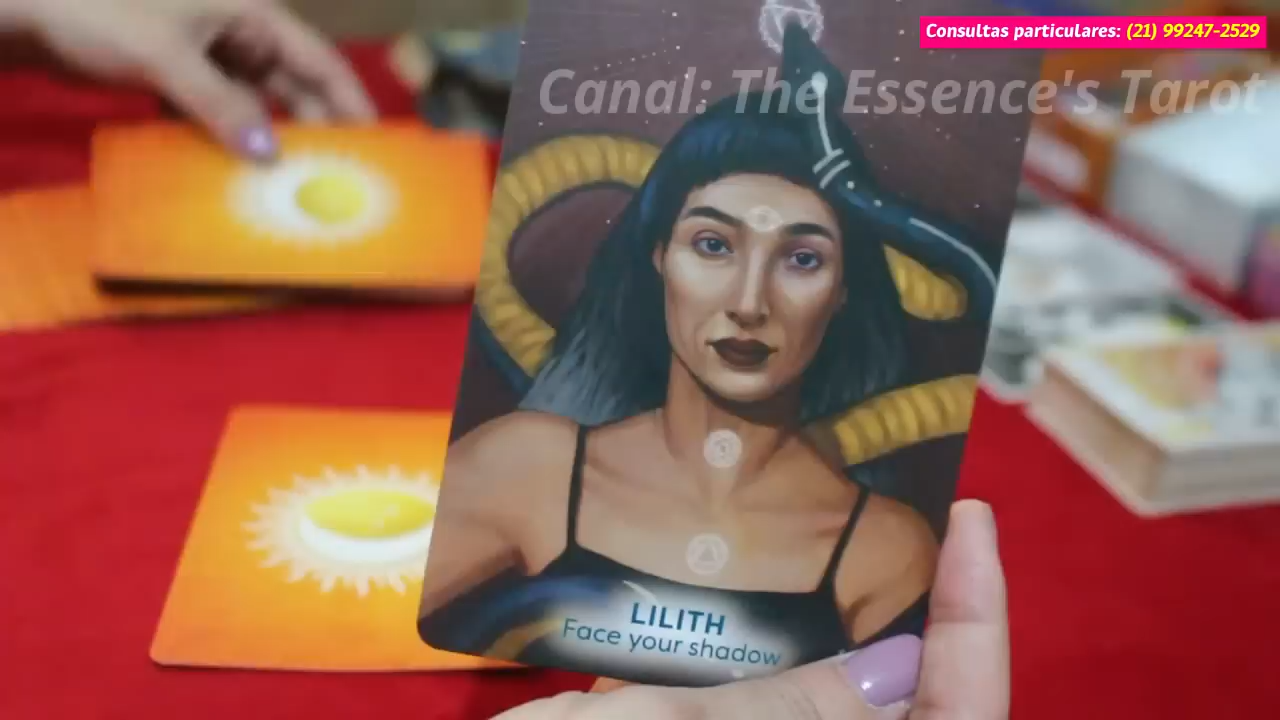 Consultas particulares: (21) 99247-2529
Canal: The Essence's Tarot
LILITH
Face your shadow